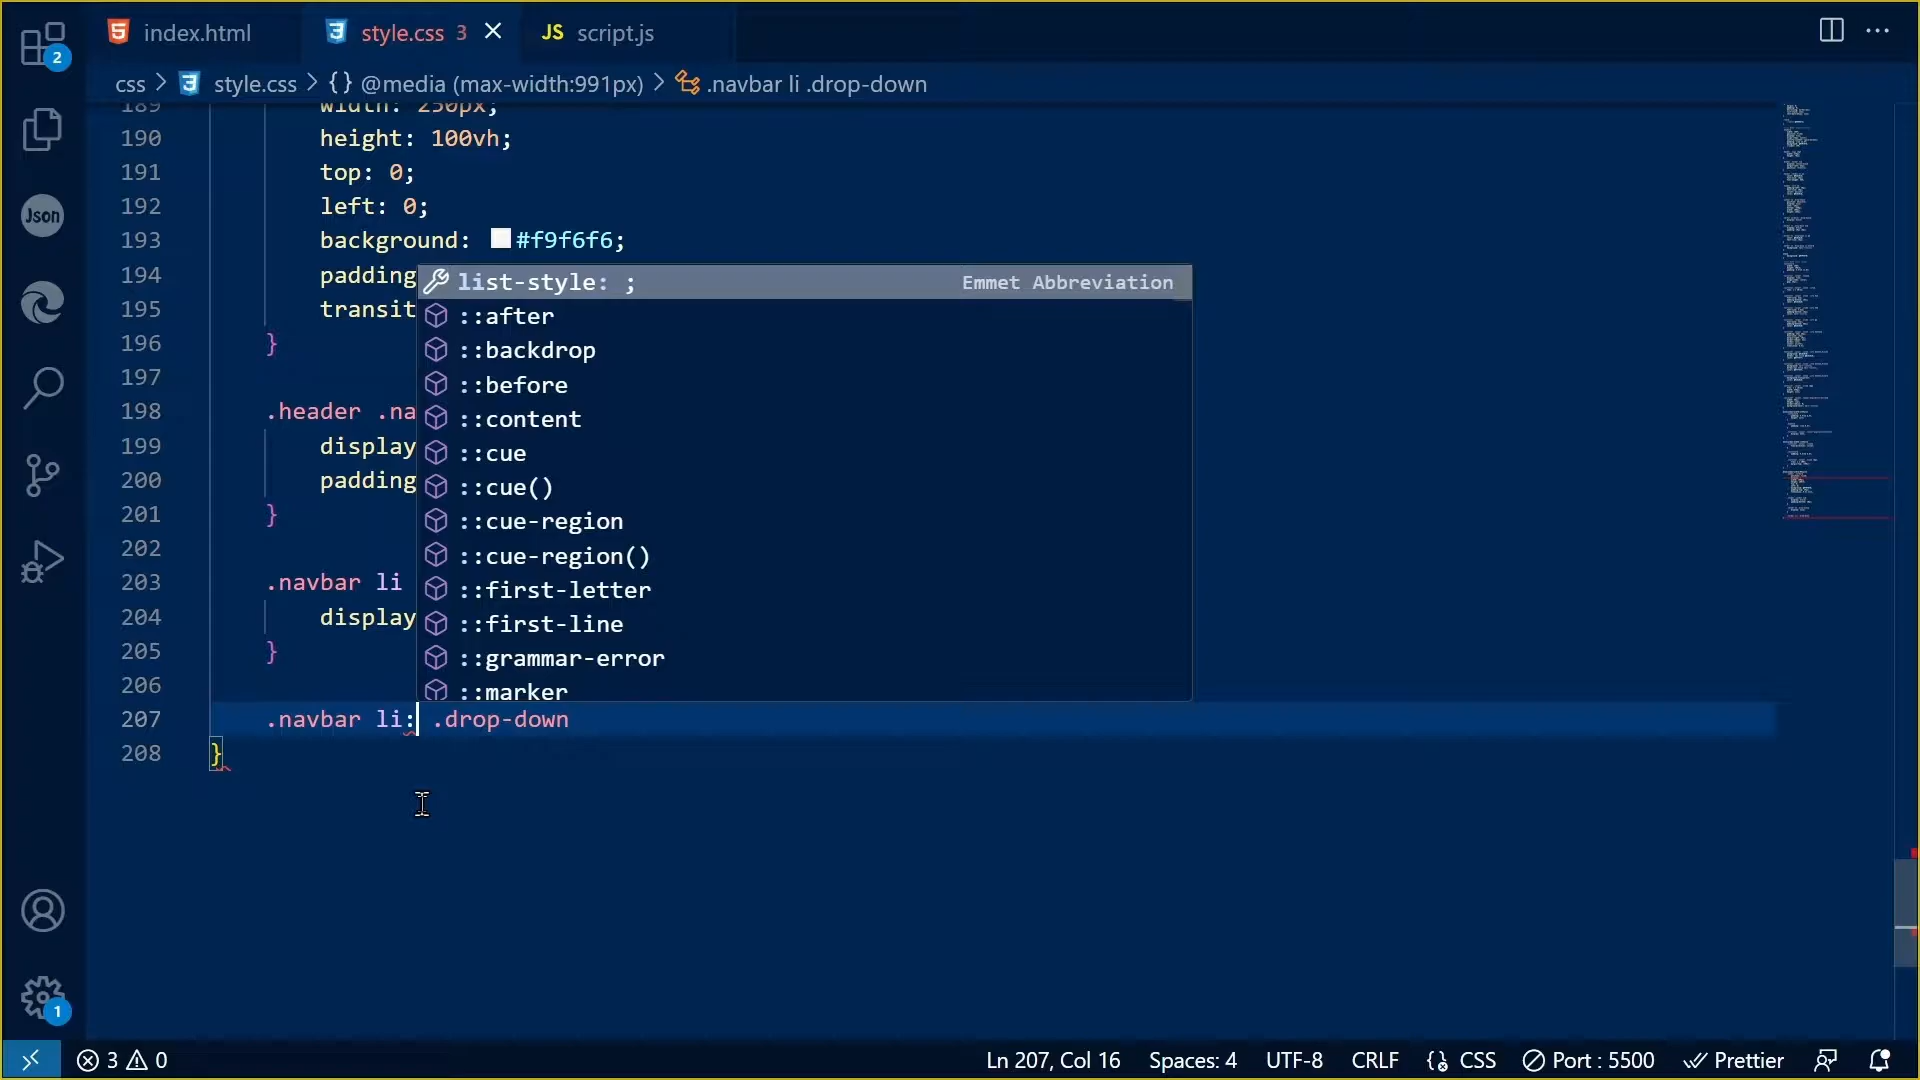 2
index.html
style.css 3
JS script.js
css > style.css > {} @media (max-width:991px) > .navbar li .drop-down
189 width: 250px;
190 height: 100vh;
191 top: 0;
192 left: 0;
193 background: #f9f6f6;
194 padding
195 transit
196 }
197
198 .header .na
199 display
200 padding
201 }
202
203 .navbar li
204 display
205 }
206
207 .navbar li: .drop-down
208 }
list-style: ; Emmet Abbreviation
::after
::backdrop
::before
::content
::cue
::cue()
::cue-region
::cue-region()
::first-letter
::first-line
::grammar-error
::marker
Json
1
3 0
Ln 207, Col 16 Spaces: 4 UTF-8 CRLF {} CSS Port : 5500 Prettier